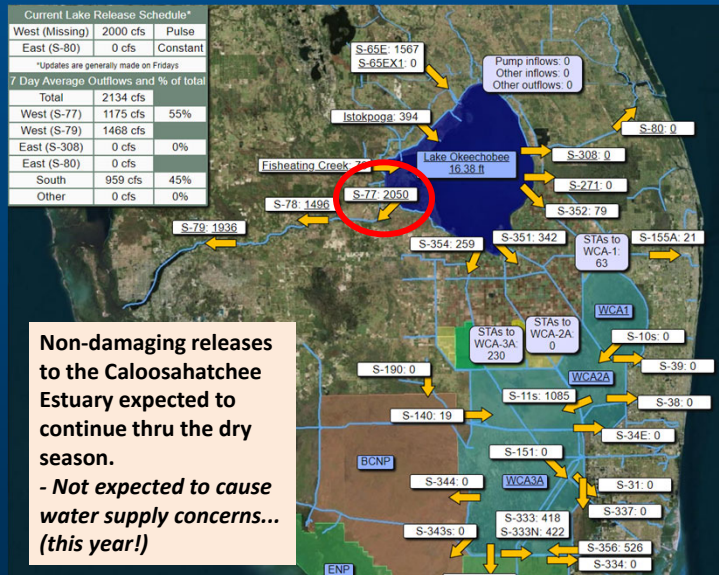 Current Lake Release Schedule*
West (Missing) 2000 cfs Pulse
East (S-80) 0 cfs Constant
*Updates are generally made on Fridays
7 Day Average Outflows and % of total
Total 2134 cfs
West (S-77) 1175 cfs 55%
West (S-79) 1468 cfs
East (S-308) 0 cfs 0%
East (S-80) 0 cfs
South 959 cfs 45%
Other 0 cfs 0%
S-65E: 1567
S-65EX1: 0
Pump inflows: 0
Other inflows: 0
Other outflows: 0
Istokpoga: 394
S-80: 0
Lake Okeechobee
16.38 ft
S-308: 0
Fisheating Creek:
S-271: 0
S-77: 2050
S-78: 1496
S-352: 79
S-79: 1936
S-354: 259
S-351: 342
STAs to
WCA-1:
63
S-155A: 21
WCA1
STAs to
WCA-3A:
230
STAs to
WCA-2A:
0
S-10s: 0
S-39: 0
S-190: 0
WCA2A
S-11s: 1085
S-38: 0
S-140: 19
S-34E: 0
BCNP
S-151: 0
S-344: 0
WCA3A
S-31: 0
S-337: 0
S-343s: 0
S-333: 418
S-333N: 422
S-356: 526
S-334: 0
ENP
Non-damaging releases
to the Caloosahatchee
Estuary expected to
continue thru the dry
season.
- Not expected to cause
water supply concerns...
(this year!)